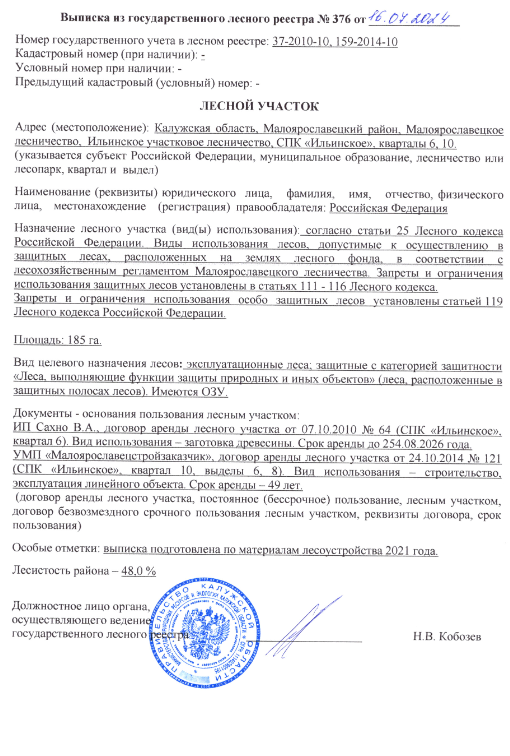 Выписка из государственного лесного реестра № 376 от 16.04.2024
Номер государственного учета в лесном реестре: 37-2010-10, 159-2014-10
Кадастровый номер (при наличии): -
Условный номер при наличии: -
Предыдущий кадастровый (условный) номер: -
ЛЕСНОЙ УЧАСТОК
Адрес (местоположение): Калужская область, Малоярославецкий район, Малоярославецкое
лесничество, Ильинское участковое лесничество, СПК «Ильинское», кварталы 6, 10.
(указывается субъект Российской Федерации, муниципальное образование, лесничество или
лесопарк, квартал и выдел)
Наименование (реквизиты) юридического лица, фамилия, имя, отчество, физического
лица, местонахождение (регистрация) правообладателя: Российская Федерация
Назначение лесного участка (вид(ы) использования): согласно статьи 25 Лесного кодекса
Российской Федерации. Виды использования лесов, допустимые к осуществлению в
защитных лесах, расположенных на землях лесного фонда, в соответствии с
лесохозяйственным регламентом Малоярославецкого лесничества. Запреты и ограничения
использования защитных лесов установлены в статьях 111 - 116 Лесного кодекса.
Запреты и ограничения использования особо защитных лесов установлены статьей 119
Лесного кодекса Российской Федерации.
Площадь: 185 га.
Вид целевого назначения лесов: эксплуатационные леса; защитные с категорией защитности
«Леса, выполняющие функции защиты природных и иных объектов» (леса, расположенные в
защитных полосах лесов). Имеются ОЗУ.
Документы - основания пользования лесным участком:
ИП Сахно В.А., договор аренды лесного участка от 07.10.2010 № 64 (СПК «Ильинское»,
квартал 6). Вид использования – заготовка древесины. Срок аренды до 254.08.2026 года.
УМП «Малоярославецстройзаказчик», договор аренды лесного участка от 24.10.2014 № 121
(СПК «Ильинское», квартал 10, выделы 6, 8). Вид использования – строительство,
эксплуатация линейного объекта. Срок аренды – 49 лет.
(договор аренды лесного участка, постоянное (бессрочное) пользование, лесным участком,
договор безвозмездного срочного пользования лесным участком, реквизиты договора, срок
пользования)
Особые отметки: выписка подготовлена по материалам лесоустройства 2021 года.
Лесистость района – 48,0 %
Должностное лицо органа,
осуществляющего ведение
государственного лесного реестра
Н.В. Кобозев
ПРАВИТЕЛЬСТВО КАЛУЖСКОЙ ОБЛАСТИ